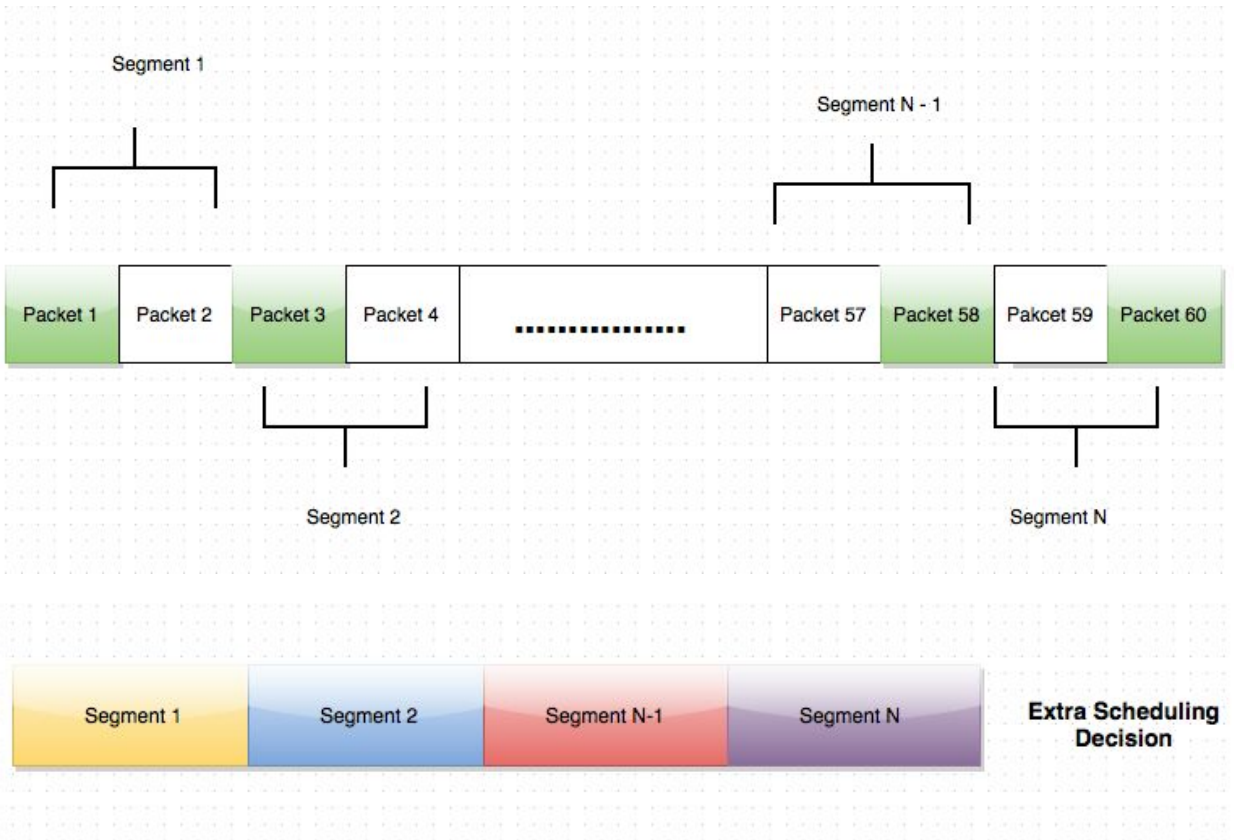 Segment 1
Segment N - 1
Packet 1 Packet 2 Packet 3 Packet 4 ................ Packet 57 Packet 58 Pakcet 59 Packet 60
Segment 2
Segment N
Segment 1 Segment 2 Segment N-1 Segment N
Extra Scheduling
Decision